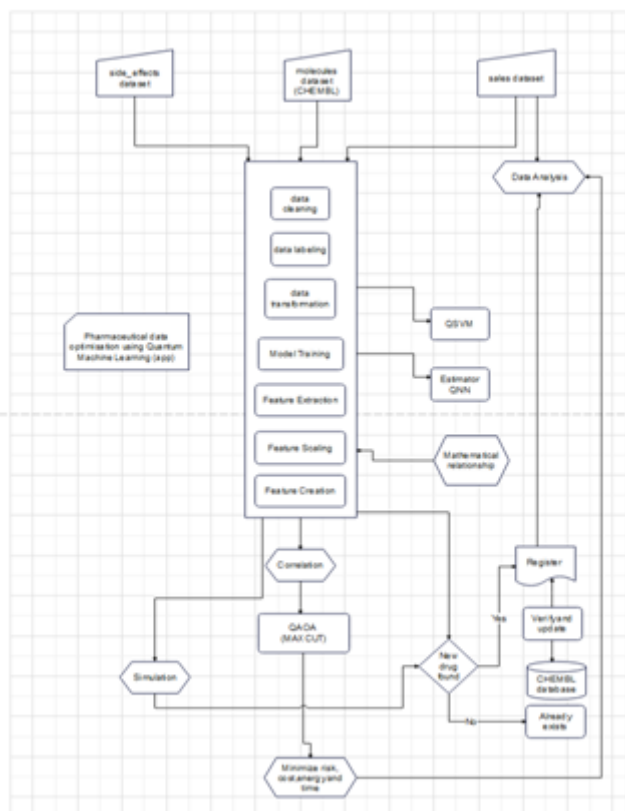 side_effects
dataset
molecules
dataset
(CHEMBL)
sales dataset
Data Analysis
data
cleaning
data labeling
data
transformation
QSVM
Pharmaceutical data
optimisation using Quantum
Machine Learning (app)
Model Training
Estimator
QNN
Feature Extraction
Feature Scaling
Mathematical
relationship
Feature Creation
Correlation
Register
QAOA
(MAX CUT)
Yes
Verify and
update
New
drug
found
Simulation
CHEMBL
database
No
Already
exists
Minimize risk,
cost,energy and
time